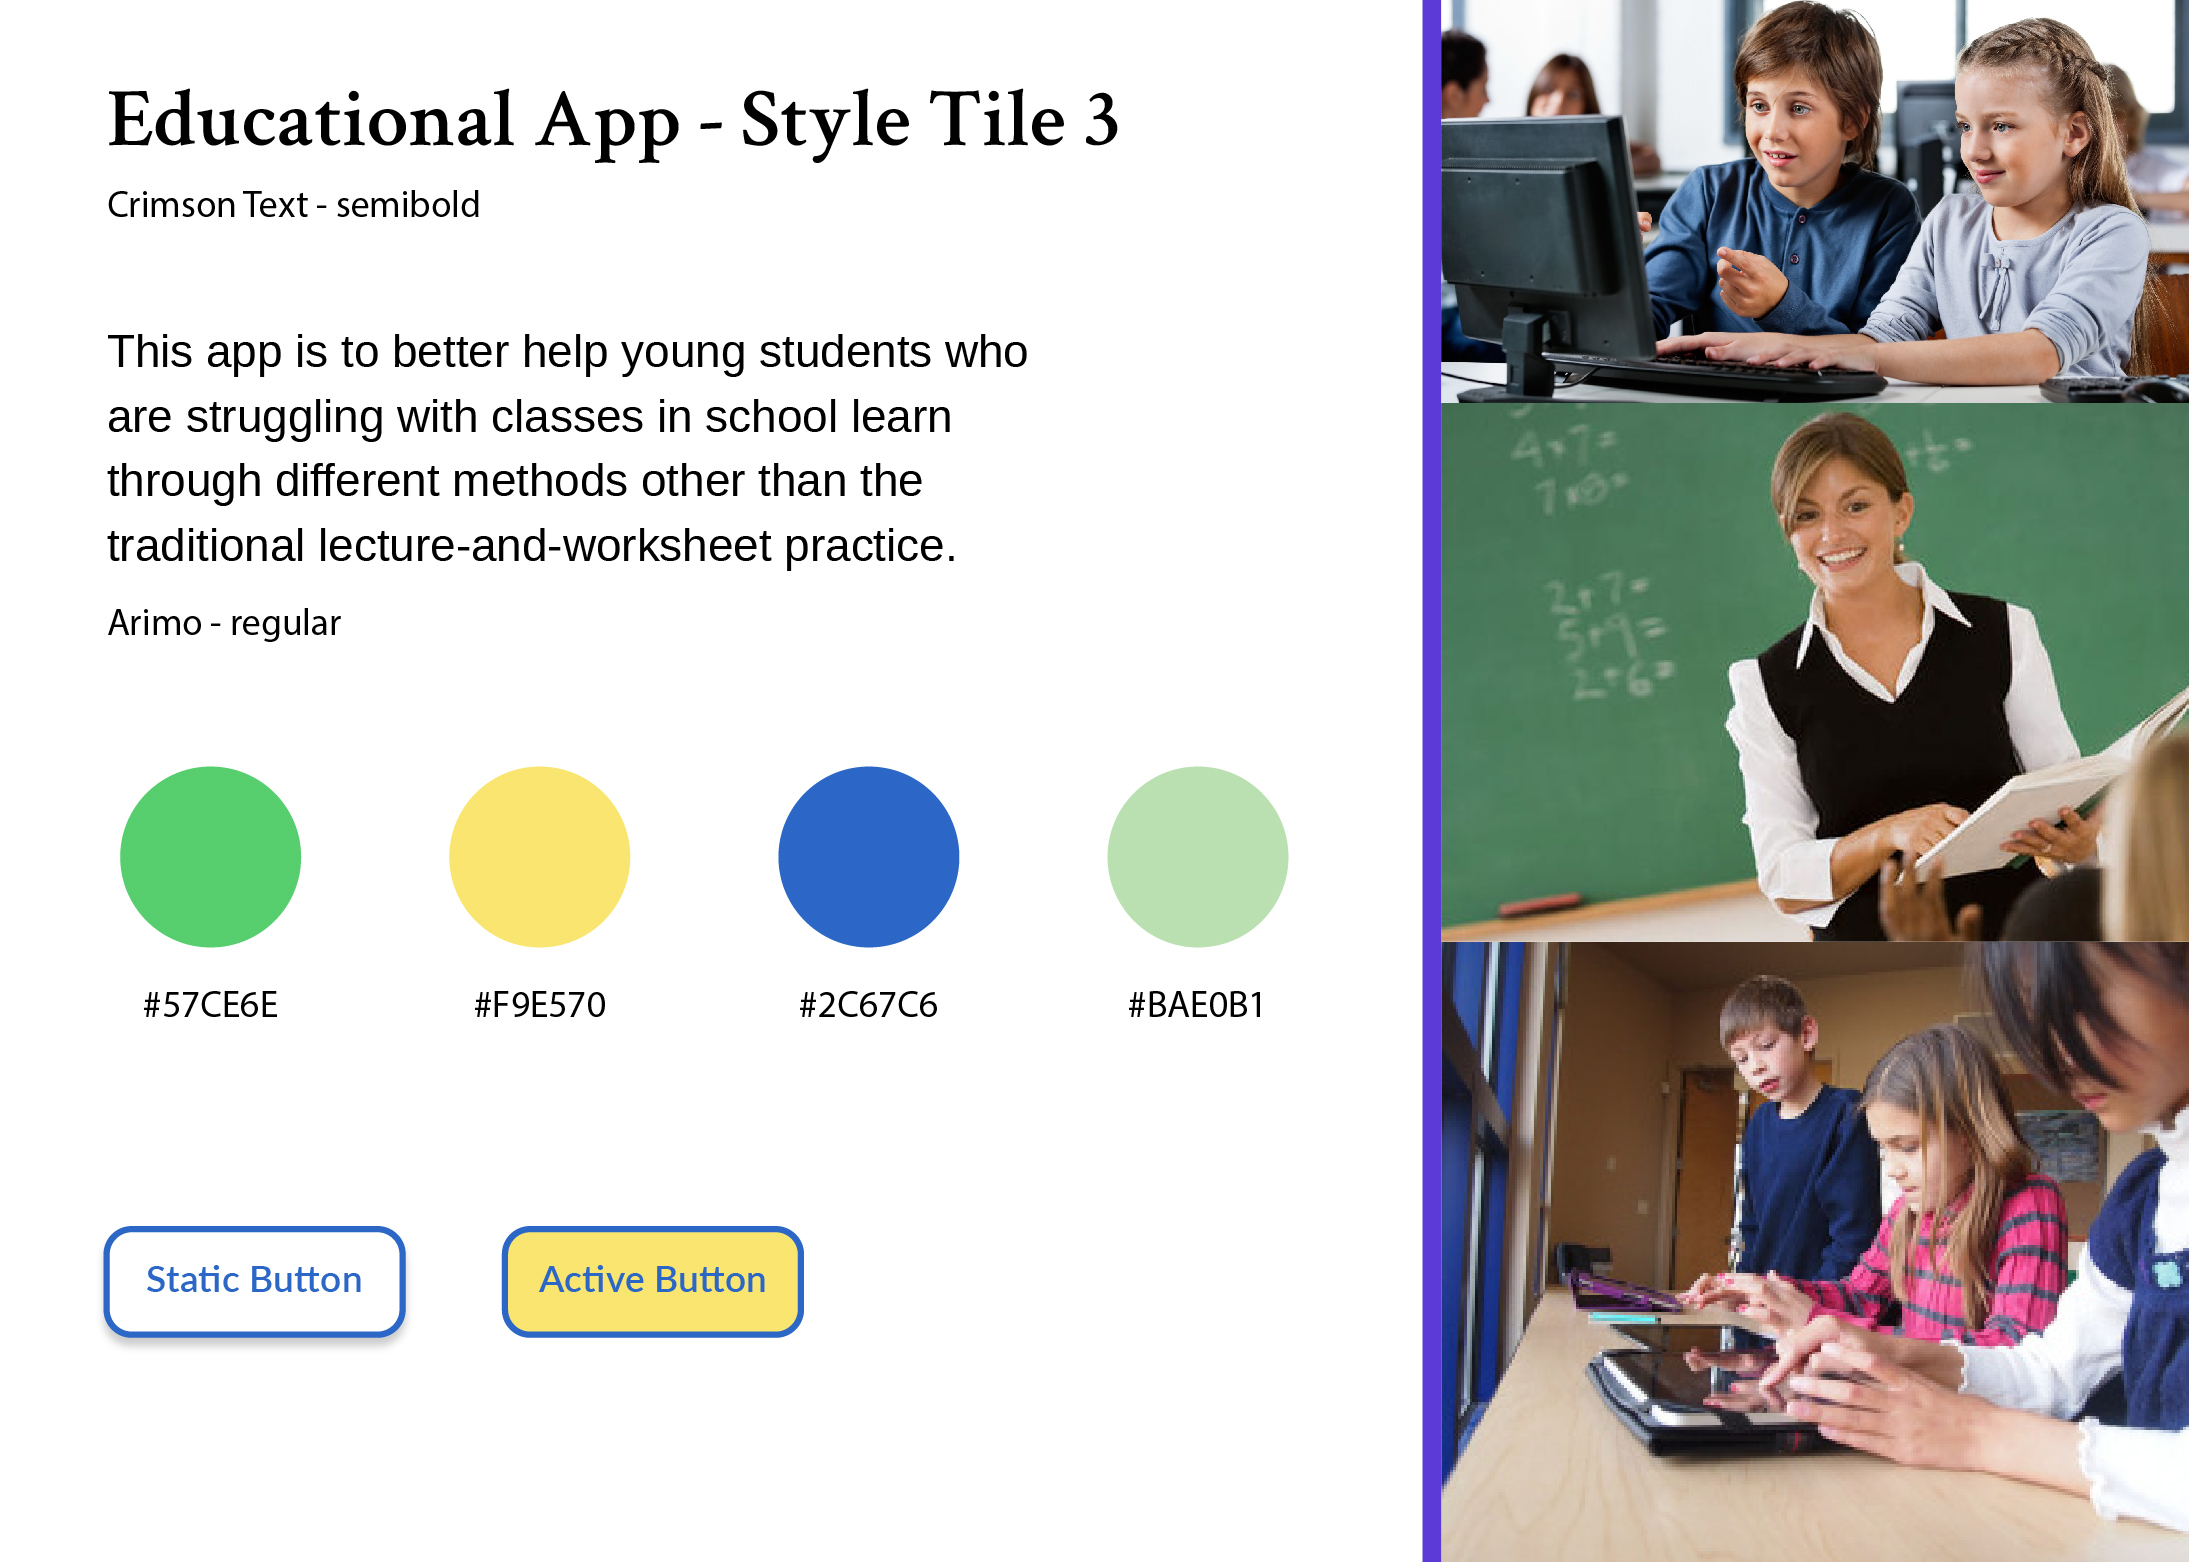 Educational App - Style Tile 3
Crimson Text - semibold
This app is to better help young students who
are struggling with classes in school learn
through different methods other than the
traditional lecture-and-worksheet practice.
Arimo - regular
#57CE6E
#F9E570
#2C67C6
#BAE0B1
Static Button
Active Button
4×7=
7×8=
2+7=
5+9=
2+6=